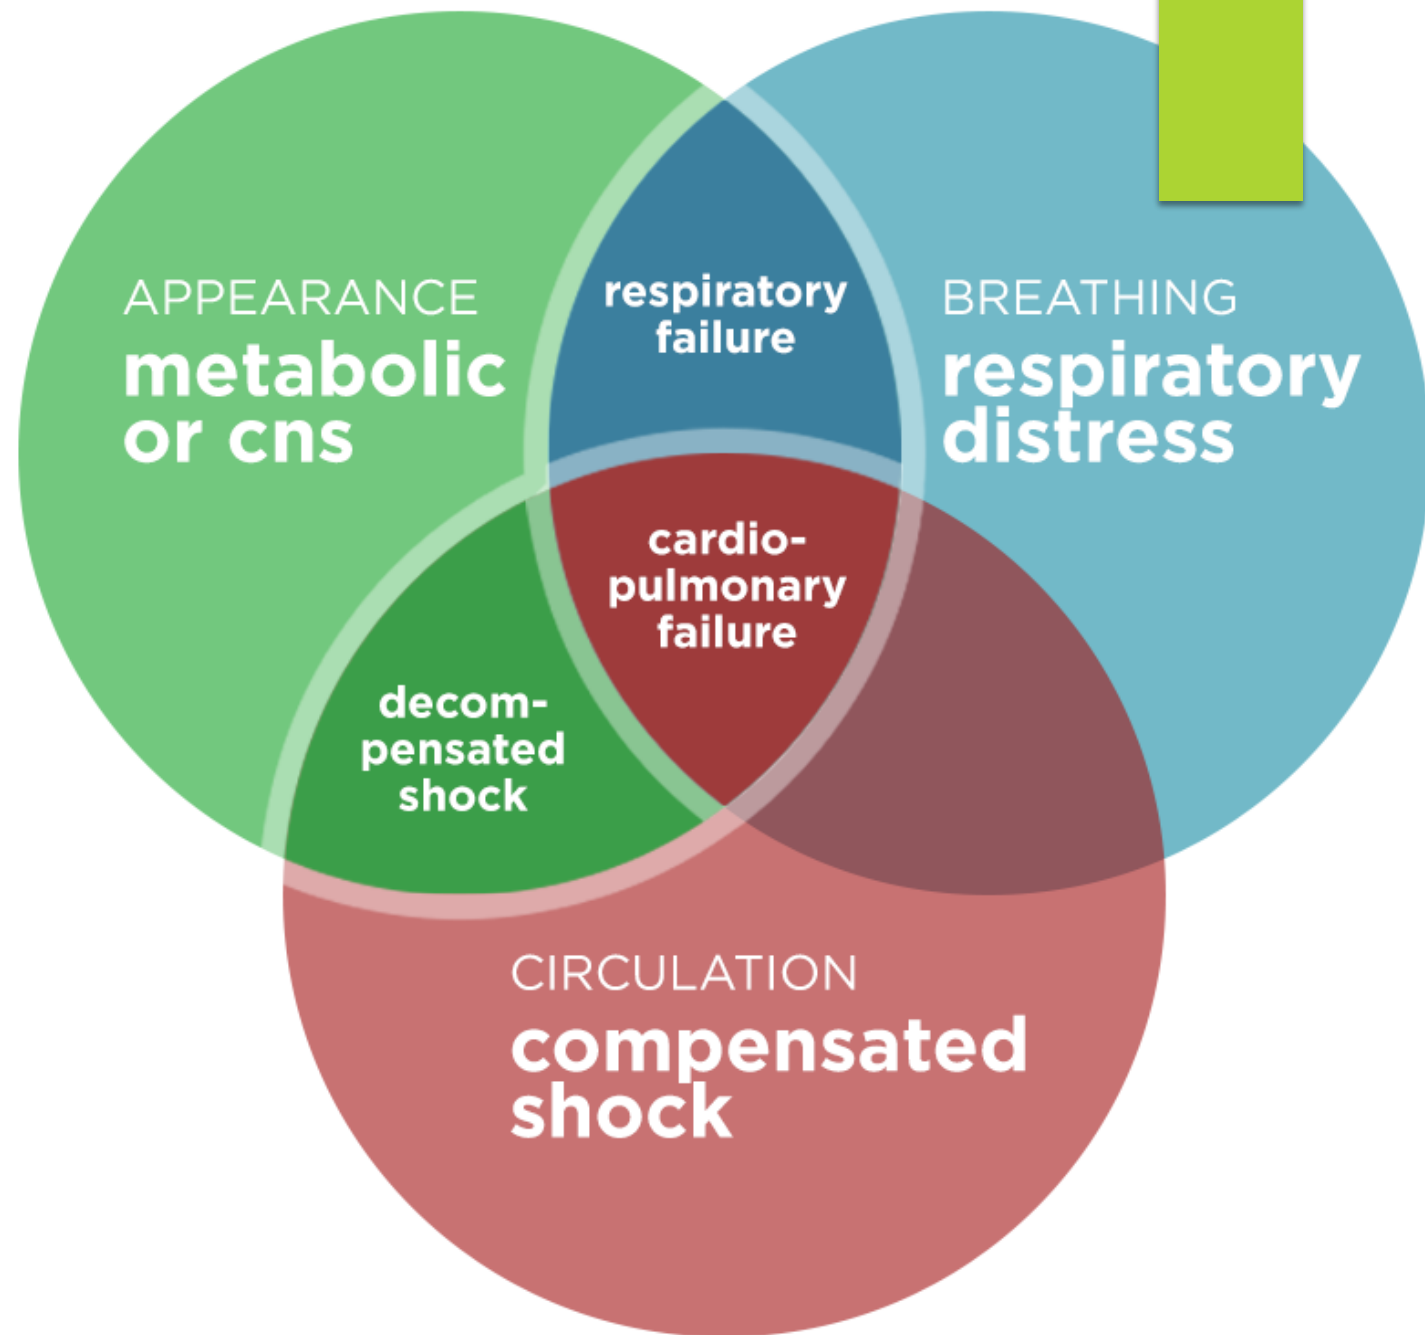 APPEARANCE
metabolic
or cns
respiratory
failure
BREATHING
respiratory
distress
cardio-
pulmonary
failure
decom-
pensated
shock
CIRCULATION
compensated
shock